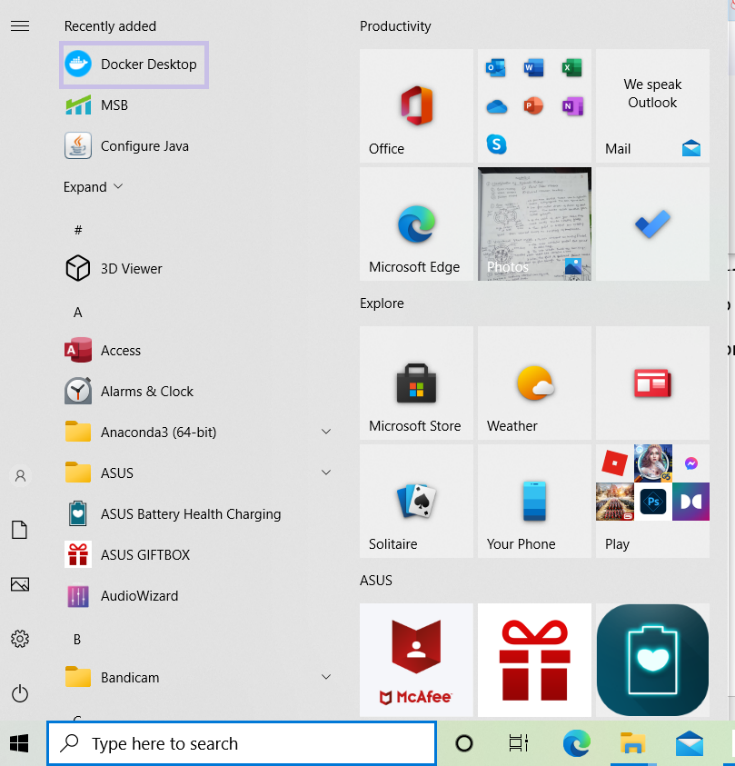 Recently added
Docker Desktop
MSB
Configure Java
Expand
#
3D Viewer
A
Access
Alarms & Clock
Anaconda3 (64-bit)
ASUS
ASUS Battery Health Charging
ASUS GIFTBOX
AudioWizard
B
Bandicam
C
Productivity
Office
We speak
Outlook
Mail
Microsoft Edge
Photos
Explore
Microsoft Store
Weather
Solitaire
Your Phone
Play
ASUS
McAfee
Type here to search